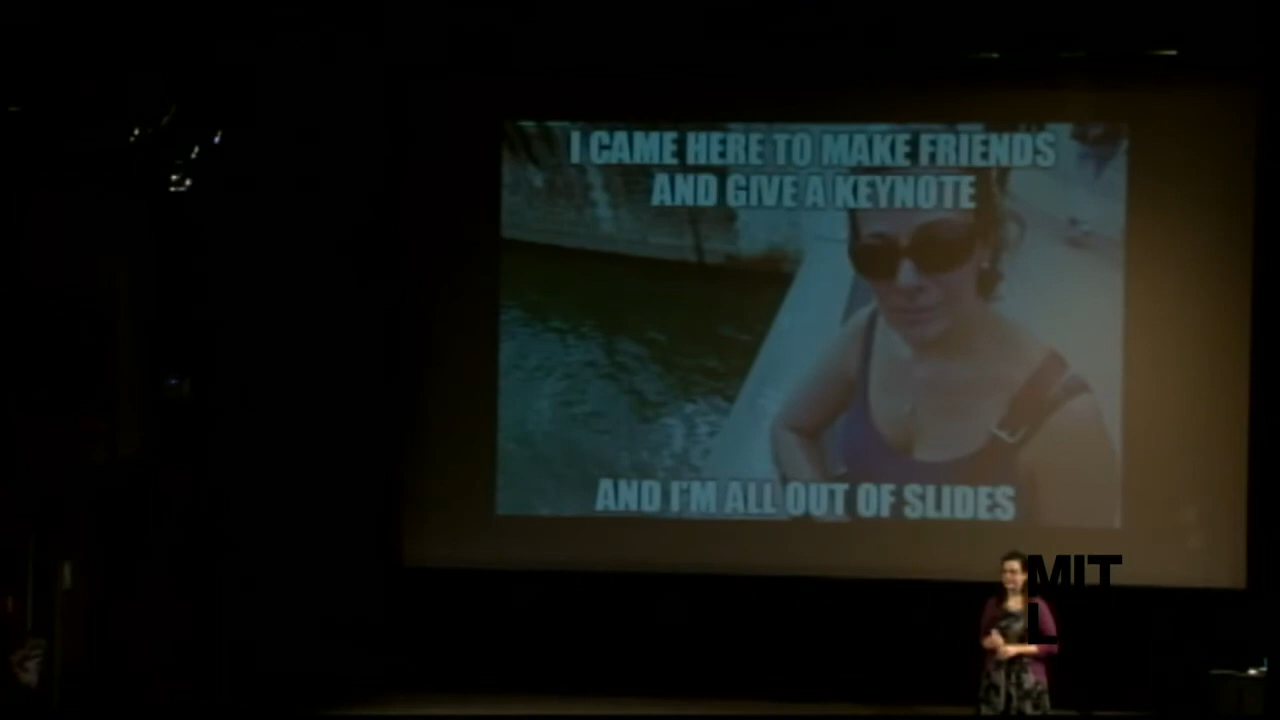 I CAME HERE TO MAKE FRIENDS
AND GIVE A KEYNOTE
AND I'M ALL OUT OF SLIDES
MIT
L